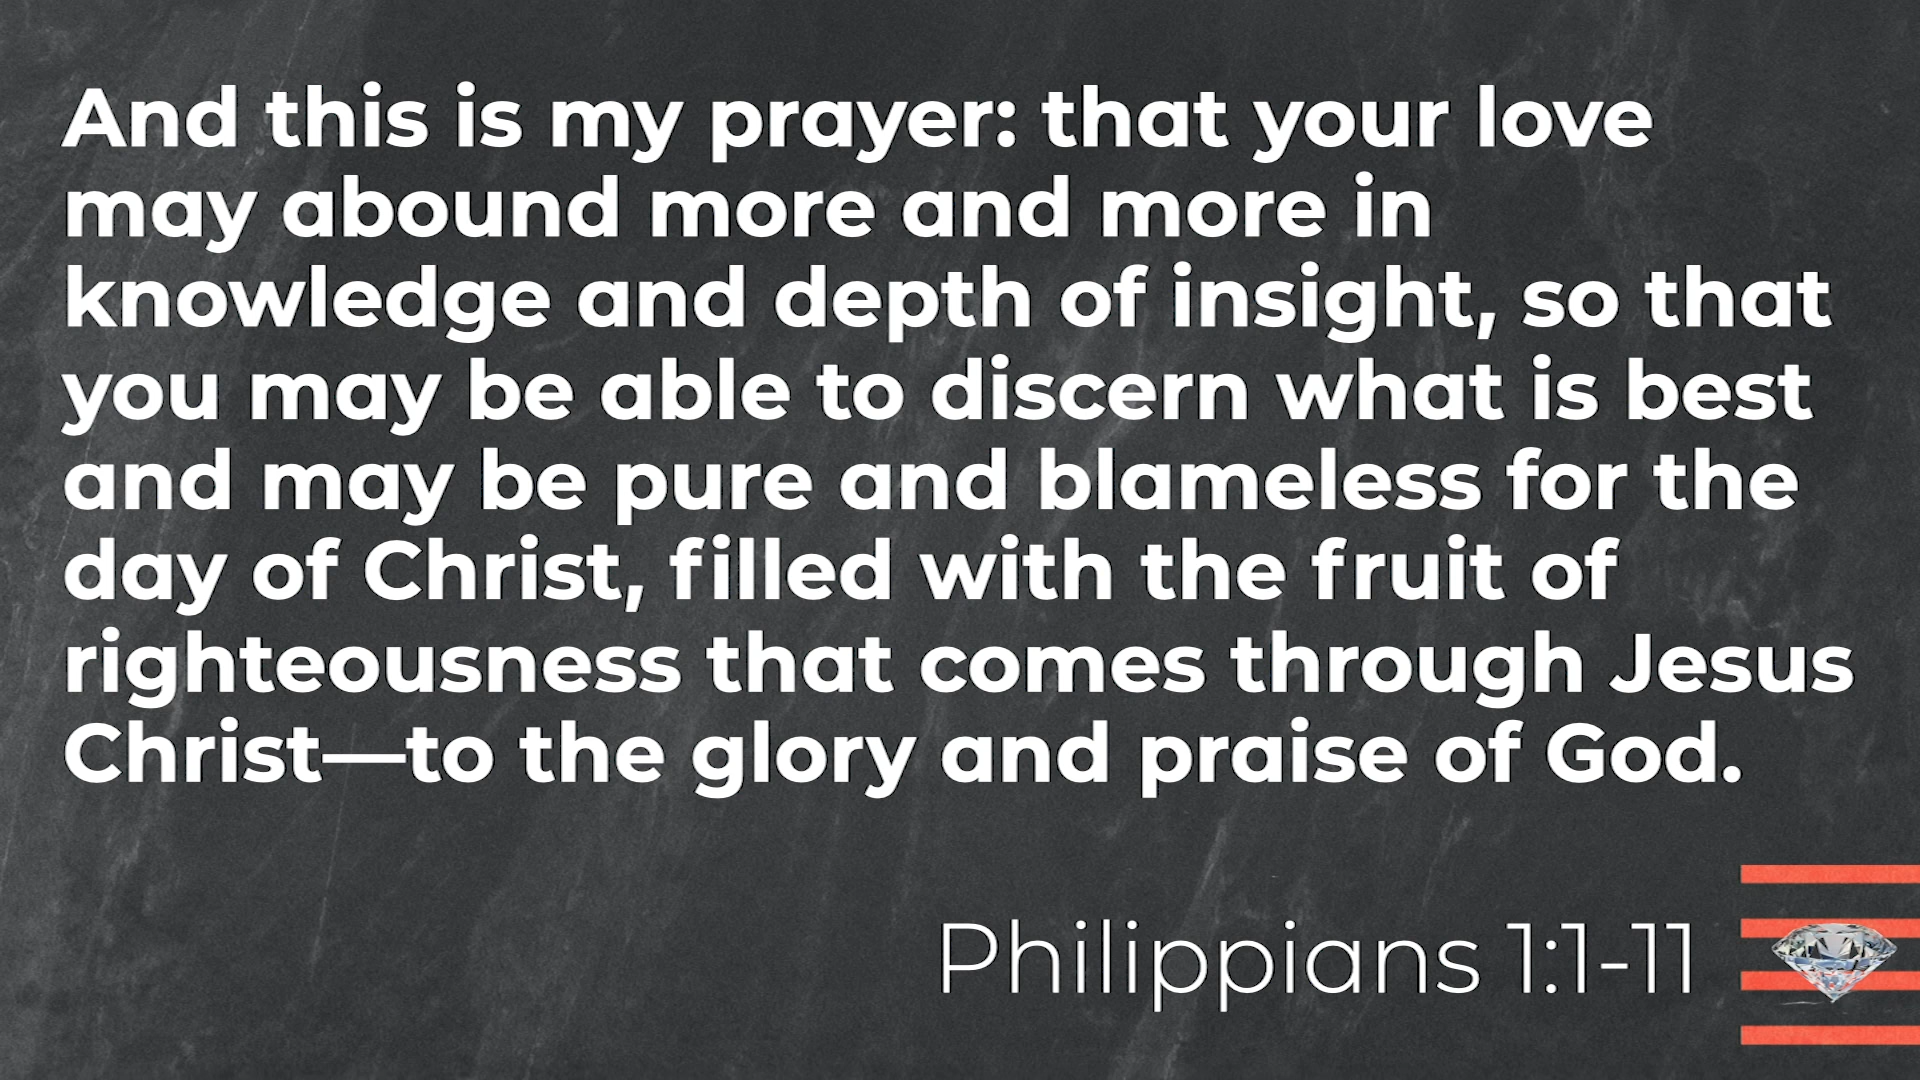 And this is my prayer: that your love
may abound more and more in
knowledge and depth of insight, so that
you may be able to discern what is best
and may be pure and blameless for the
day of Christ, filled with the fruit of
righteousness that comes through Jesus
Christ—to the glory and praise of God.
Philippians 1:1-11